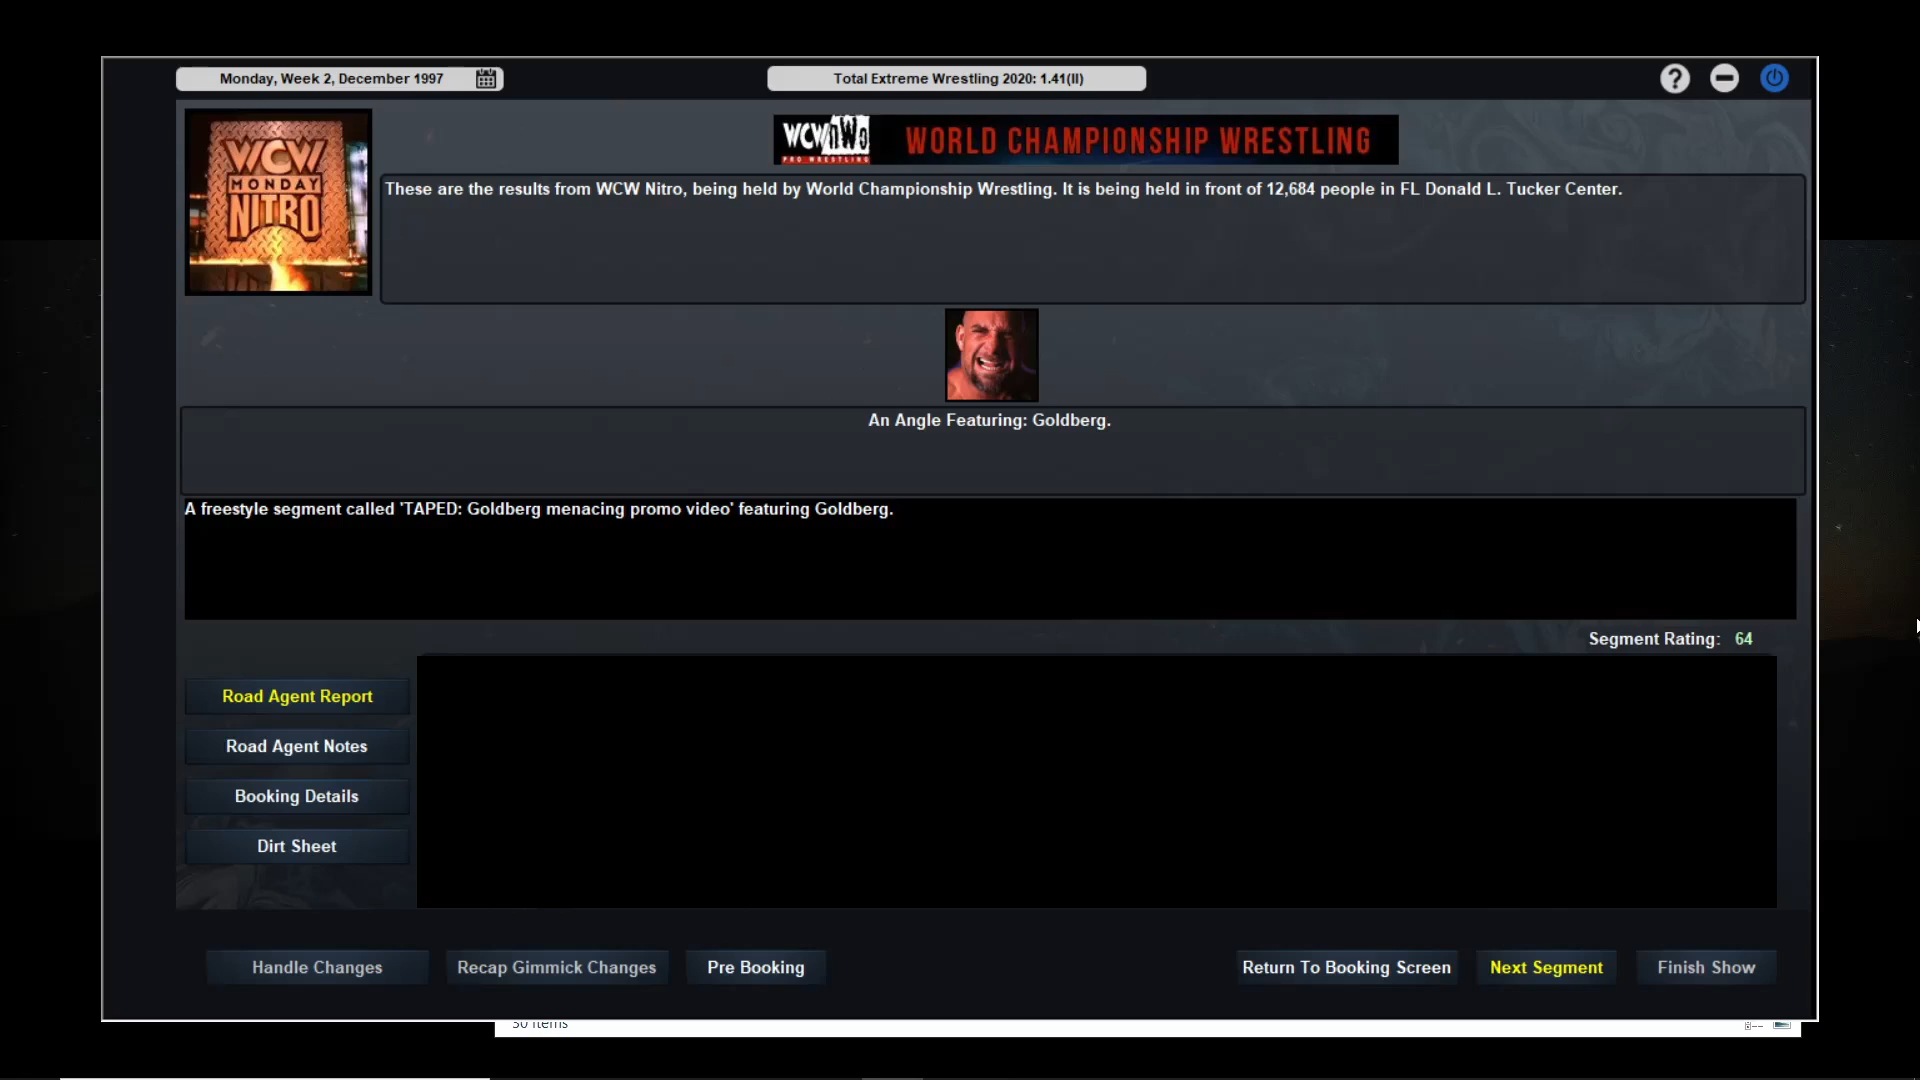 Monday, Week 2, December 1997
Total Extreme Wrestling 2020: 1.41(II)
?
WCW
MONDAY
NITRO
WCW nWo
PRO WRESTLING
WORLD CHAMPIONSHIP WRESTLING
These are the results from WCW Nitro, being held by World Championship Wrestling. It is being held in front of 12,684 people in FL Donald L. Tucker Center.
An Angle Featuring: Goldberg.
A freestyle segment called 'TAPED: Goldberg menacing promo video' featuring Goldberg.
Segment Rating: 64
Road Agent Report
Road Agent Notes
Booking Details
Dirt Sheet
Handle Changes
Recap Gimmick Changes
Pre Booking
Return To Booking Screen
Next Segment
Finish Show
30 items